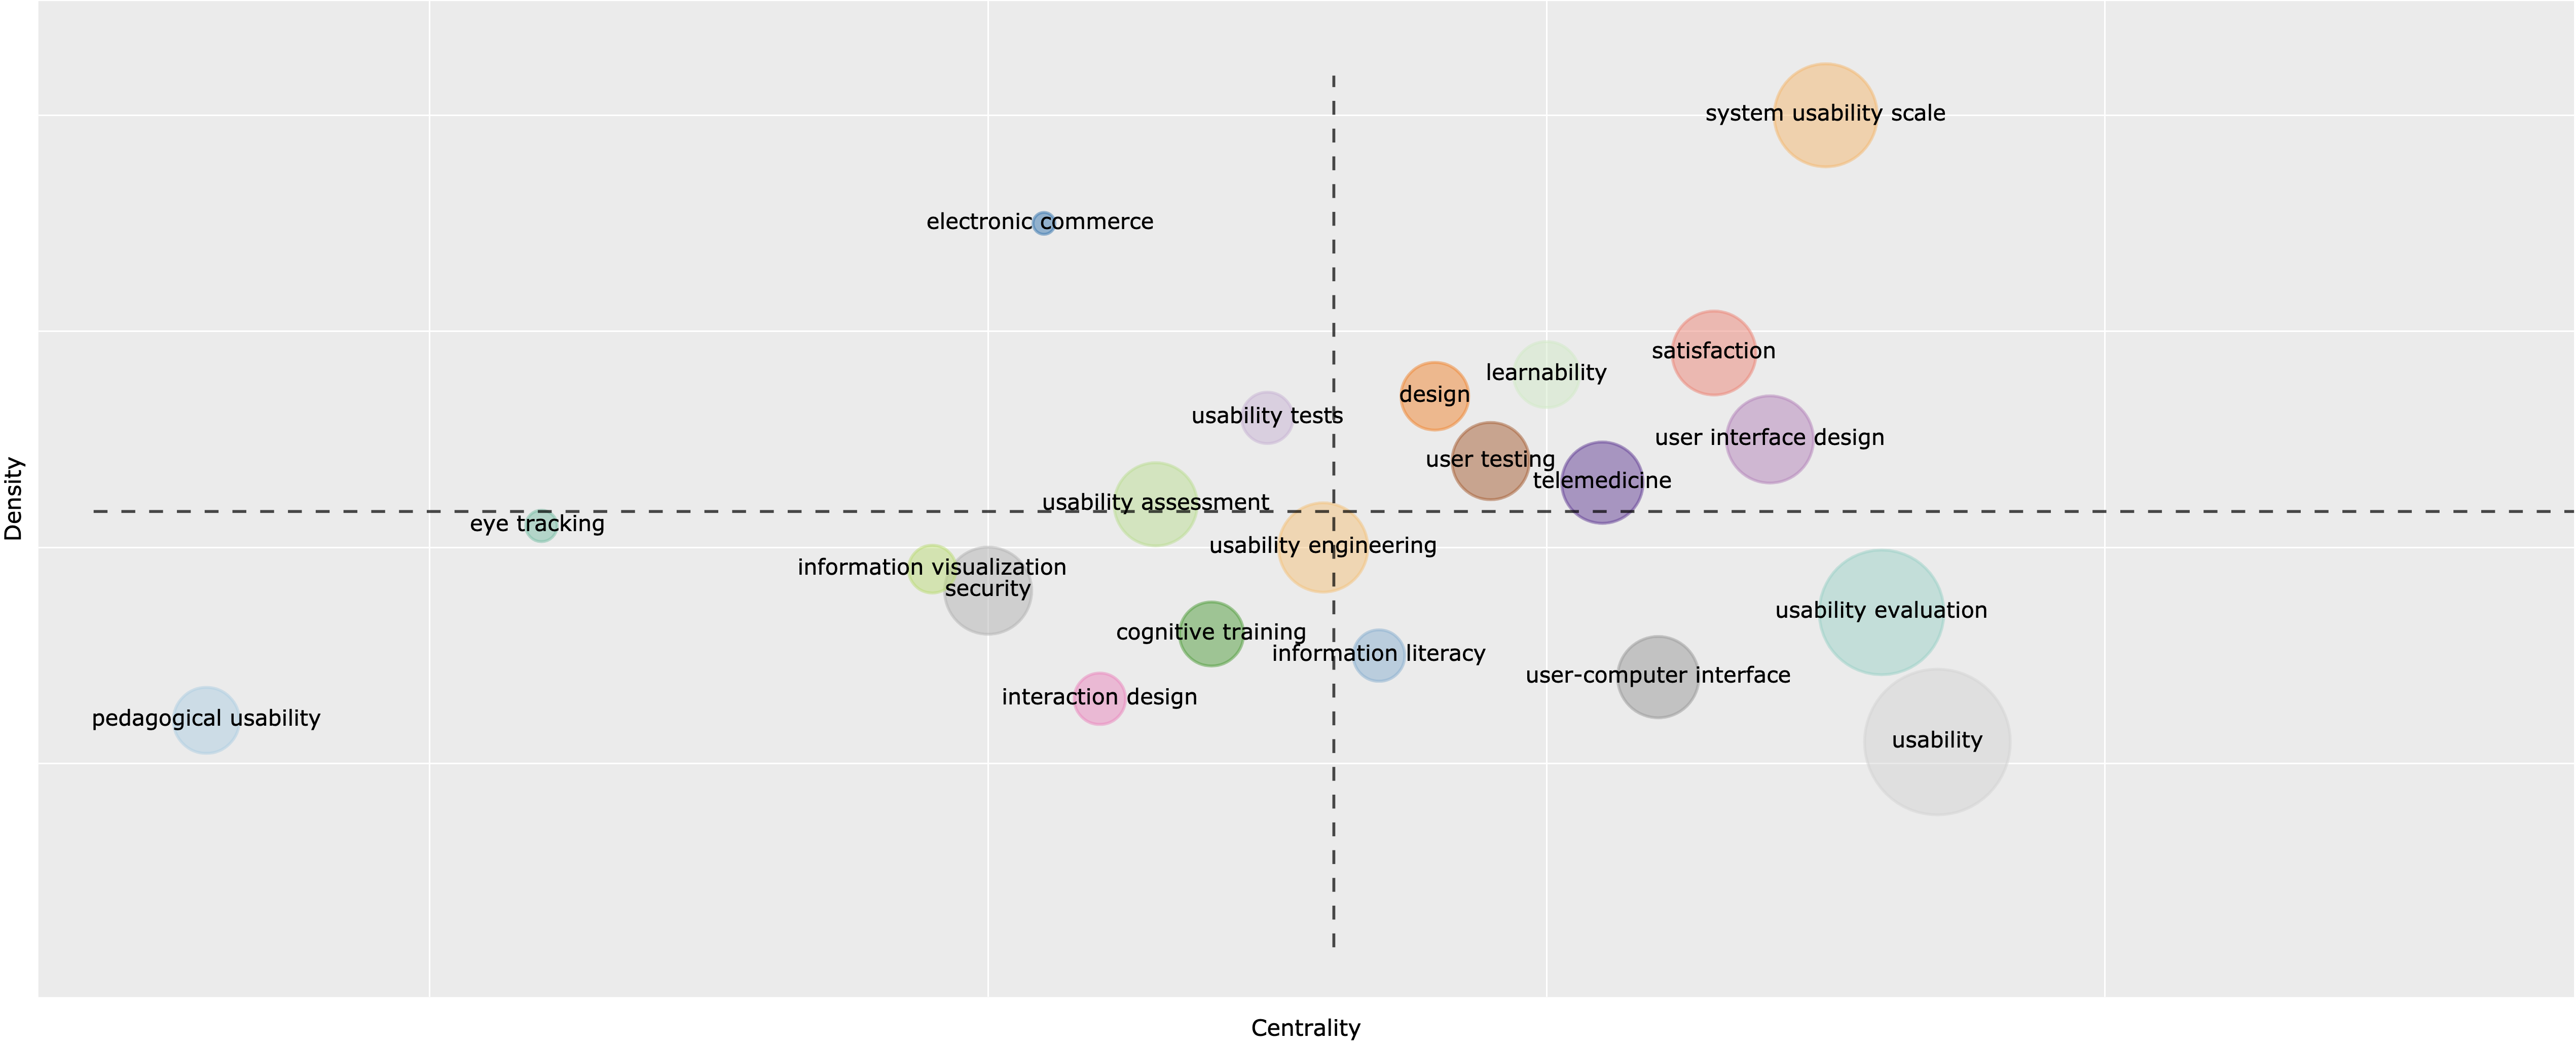 system usability scale
electronic commerce
satisfaction
learnability
design
usability tests
user interface design
user testing
telemedicine
usability assessment
eye tracking
usability engineering
information visualization
security
usability evaluation
cognitive training
information literacy
user-computer interface
interaction design
pedagogical usability
usability
Density
Centrality